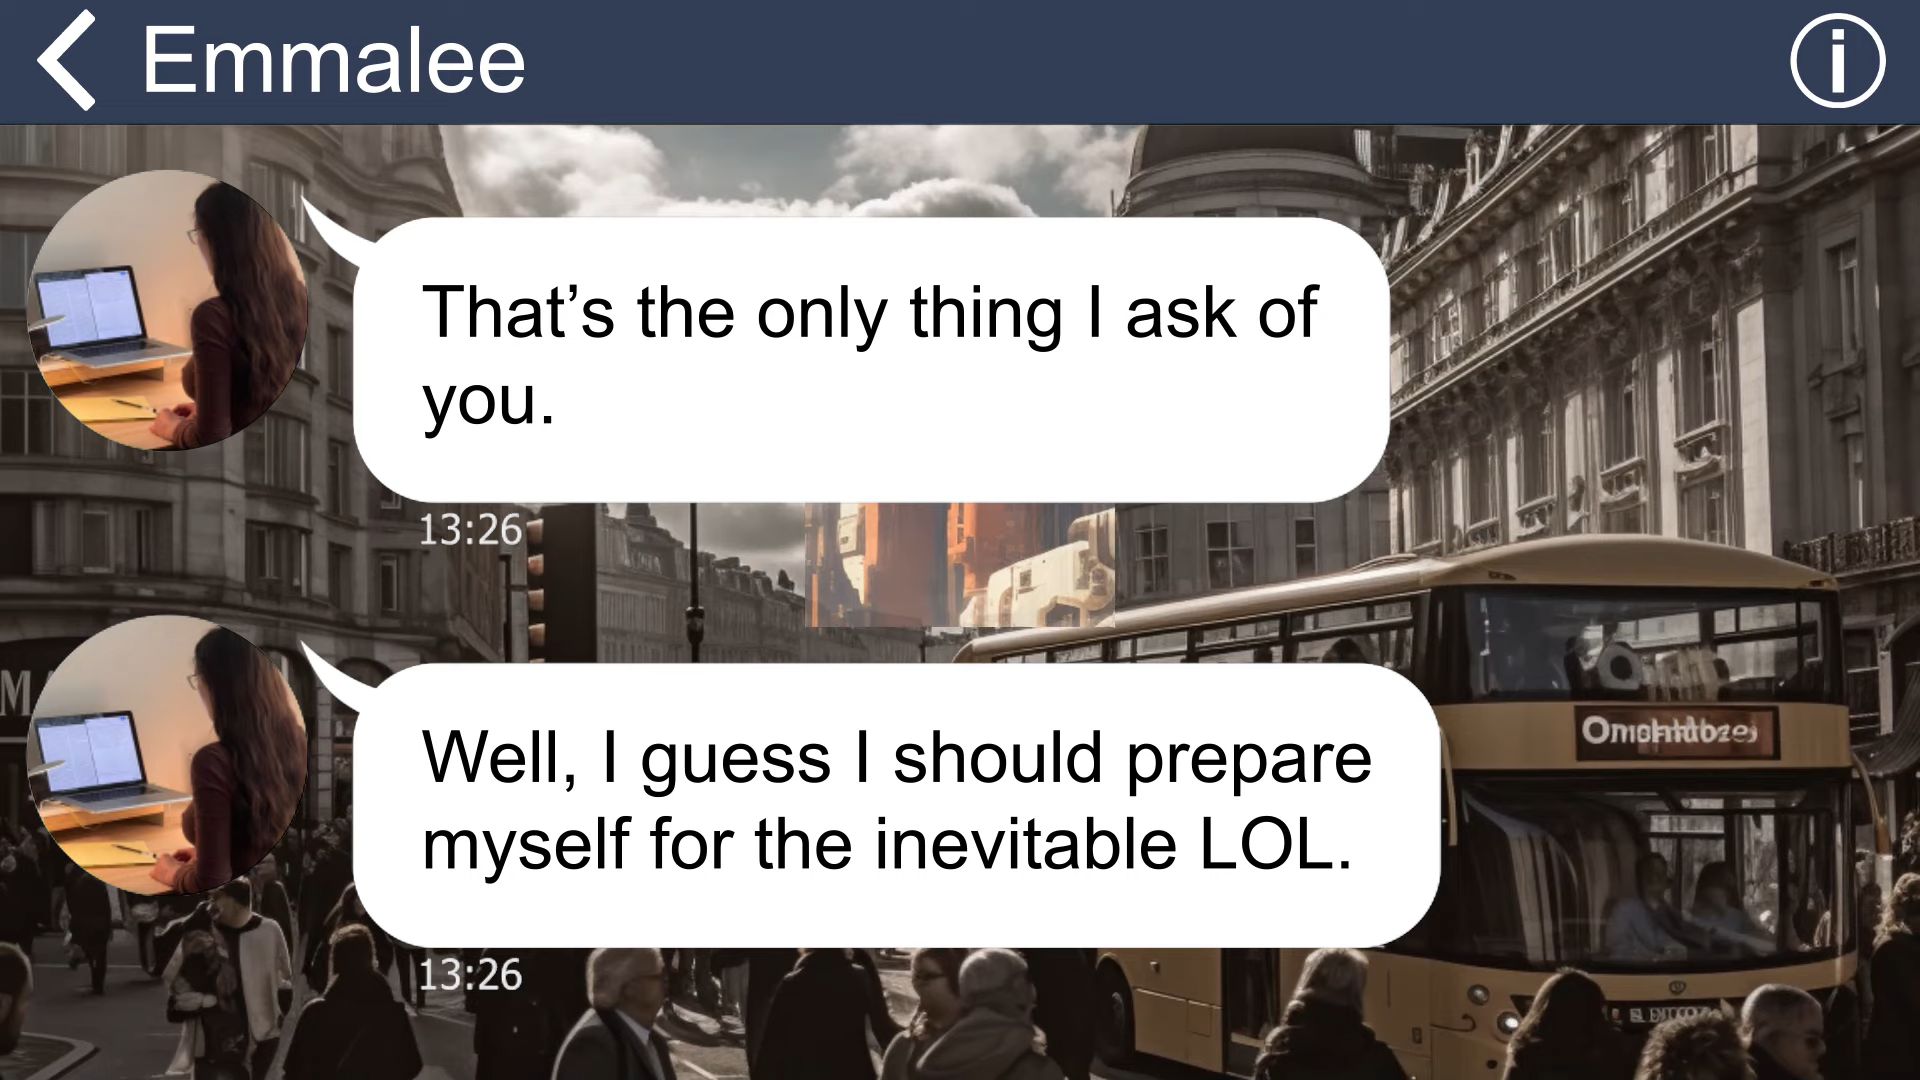 Emmalee
That’s the only thing I ask of
you.
13:26
Well, I guess I should prepare
myself for the inevitable LOL.
13:26